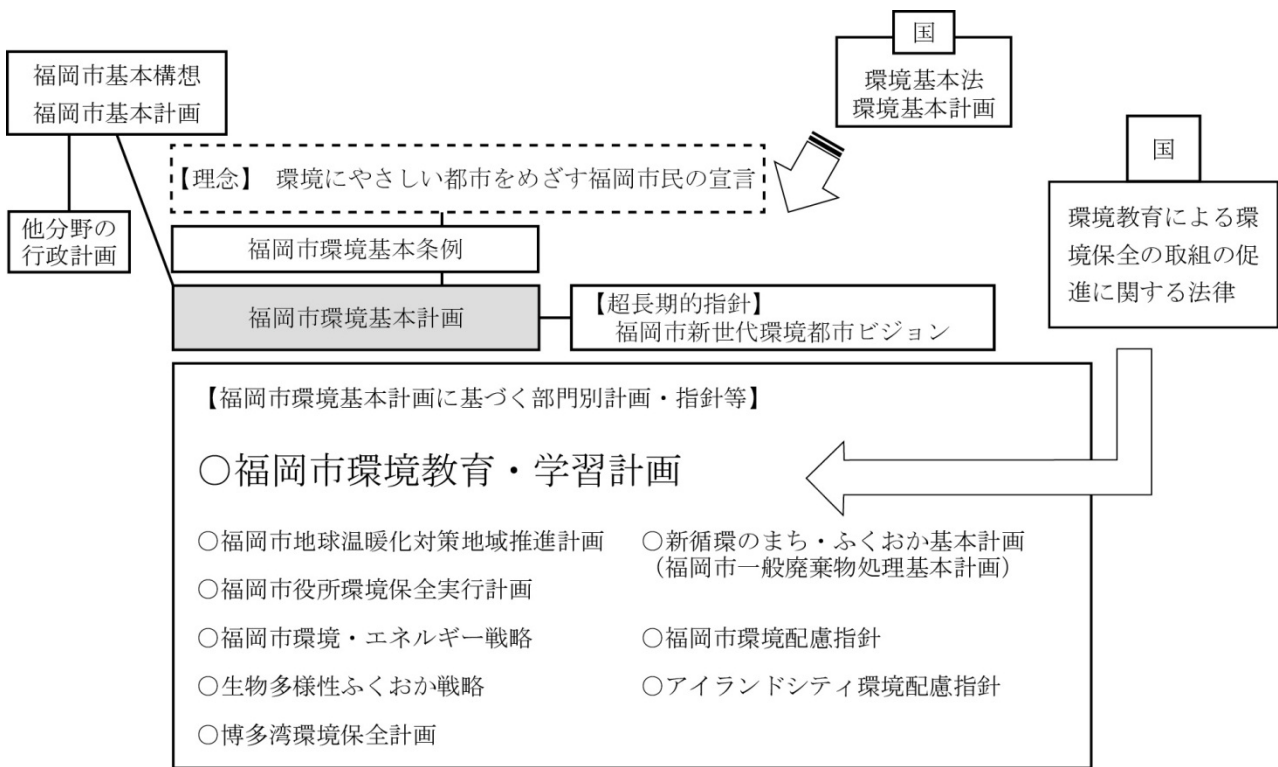 福岡市基本構想
福岡市基本計画
他分野の
行政計画
国
環境基本法
環境基本計画
国
環境教育による環
境保全の取組の促
進に関する法律
【理念】 環境にやさしい都市をめざす福岡市民の宣言
福岡市環境基本条例
福岡市環境基本計画
【超長期的指針】
福岡市新世代環境都市ビジョン
【福岡市環境基本計画に基づく部門別計画・指針等】
○福岡市環境教育・学習計画
○福岡市地球温暖化対策地域推進計画
○福岡市役所環境保全実行計画
○福岡市環境・エネルギー戦略
○生物多様性ふくおか戦略
○博多湾環境保全計画
○新循環のまち・ふくおか基本計画
(福岡市一般廃棄物処理基本計画)
○福岡市環境配慮指針
○アイランドシティ環境配慮指針